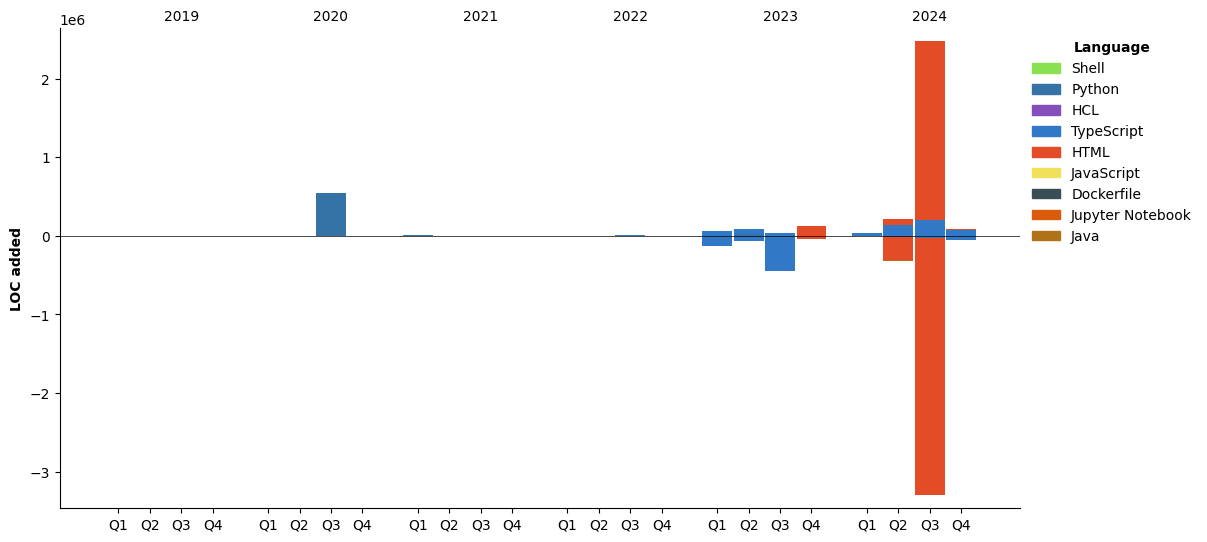 1e6
2019 2020 2021 2022 2023 2024
2
1
0
−1
−2
−3
LOC added
Q1 Q2 Q3 Q4 Q1 Q2 Q3 Q4 Q1 Q2 Q3 Q4 Q1 Q2 Q3 Q4 Q1 Q2 Q3 Q4 Q1 Q2 Q3 Q4
Language
Shell
Python
HCL
TypeScript
HTML
JavaScript
Dockerfile
Jupyter Notebook
Java